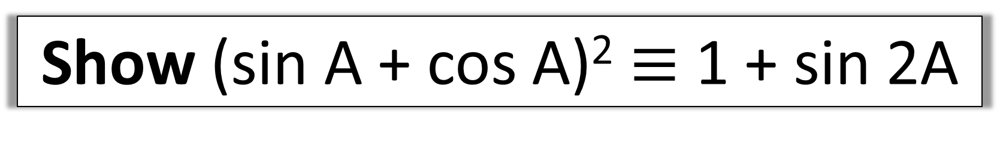 Show (sin A + cos A)² ≡ 1 + sin 2A